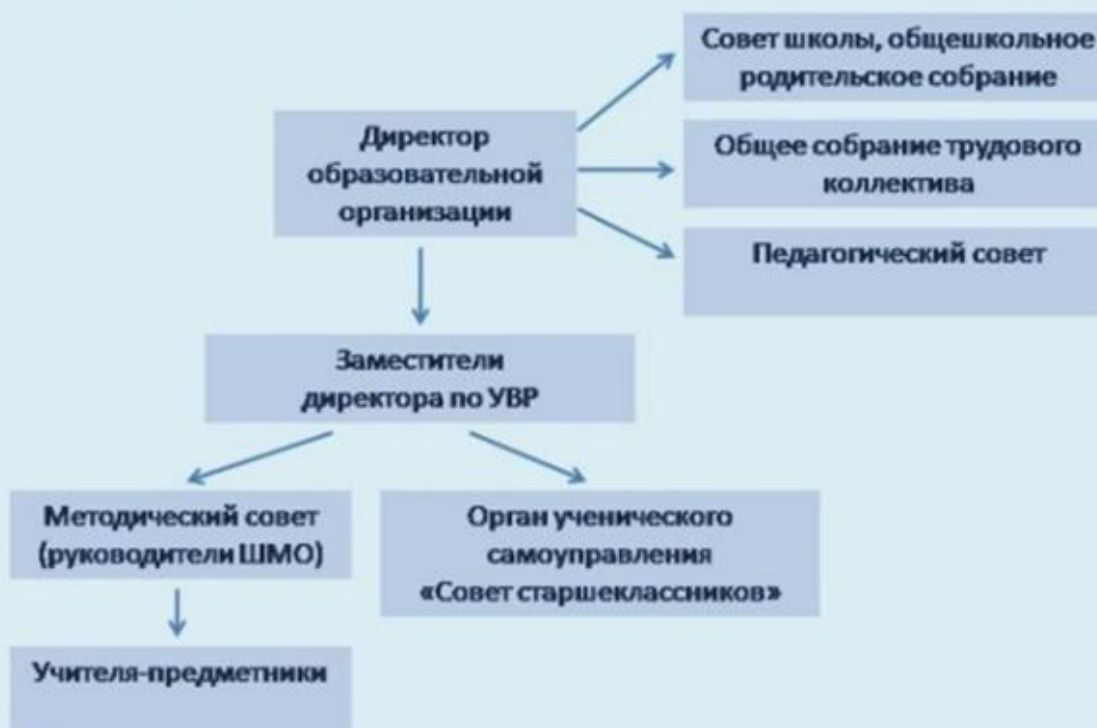 Совет школы, общешкольное
родительское собрание
Директор
образовательной
организации
Общее собрание трудового
коллектива
Педагогический совет
Заместители
директора по УВР
Методический совет
(руководители ШМО)
Орган ученического
самоуправления
«Совет старшеклассников»
Учителя-предметники